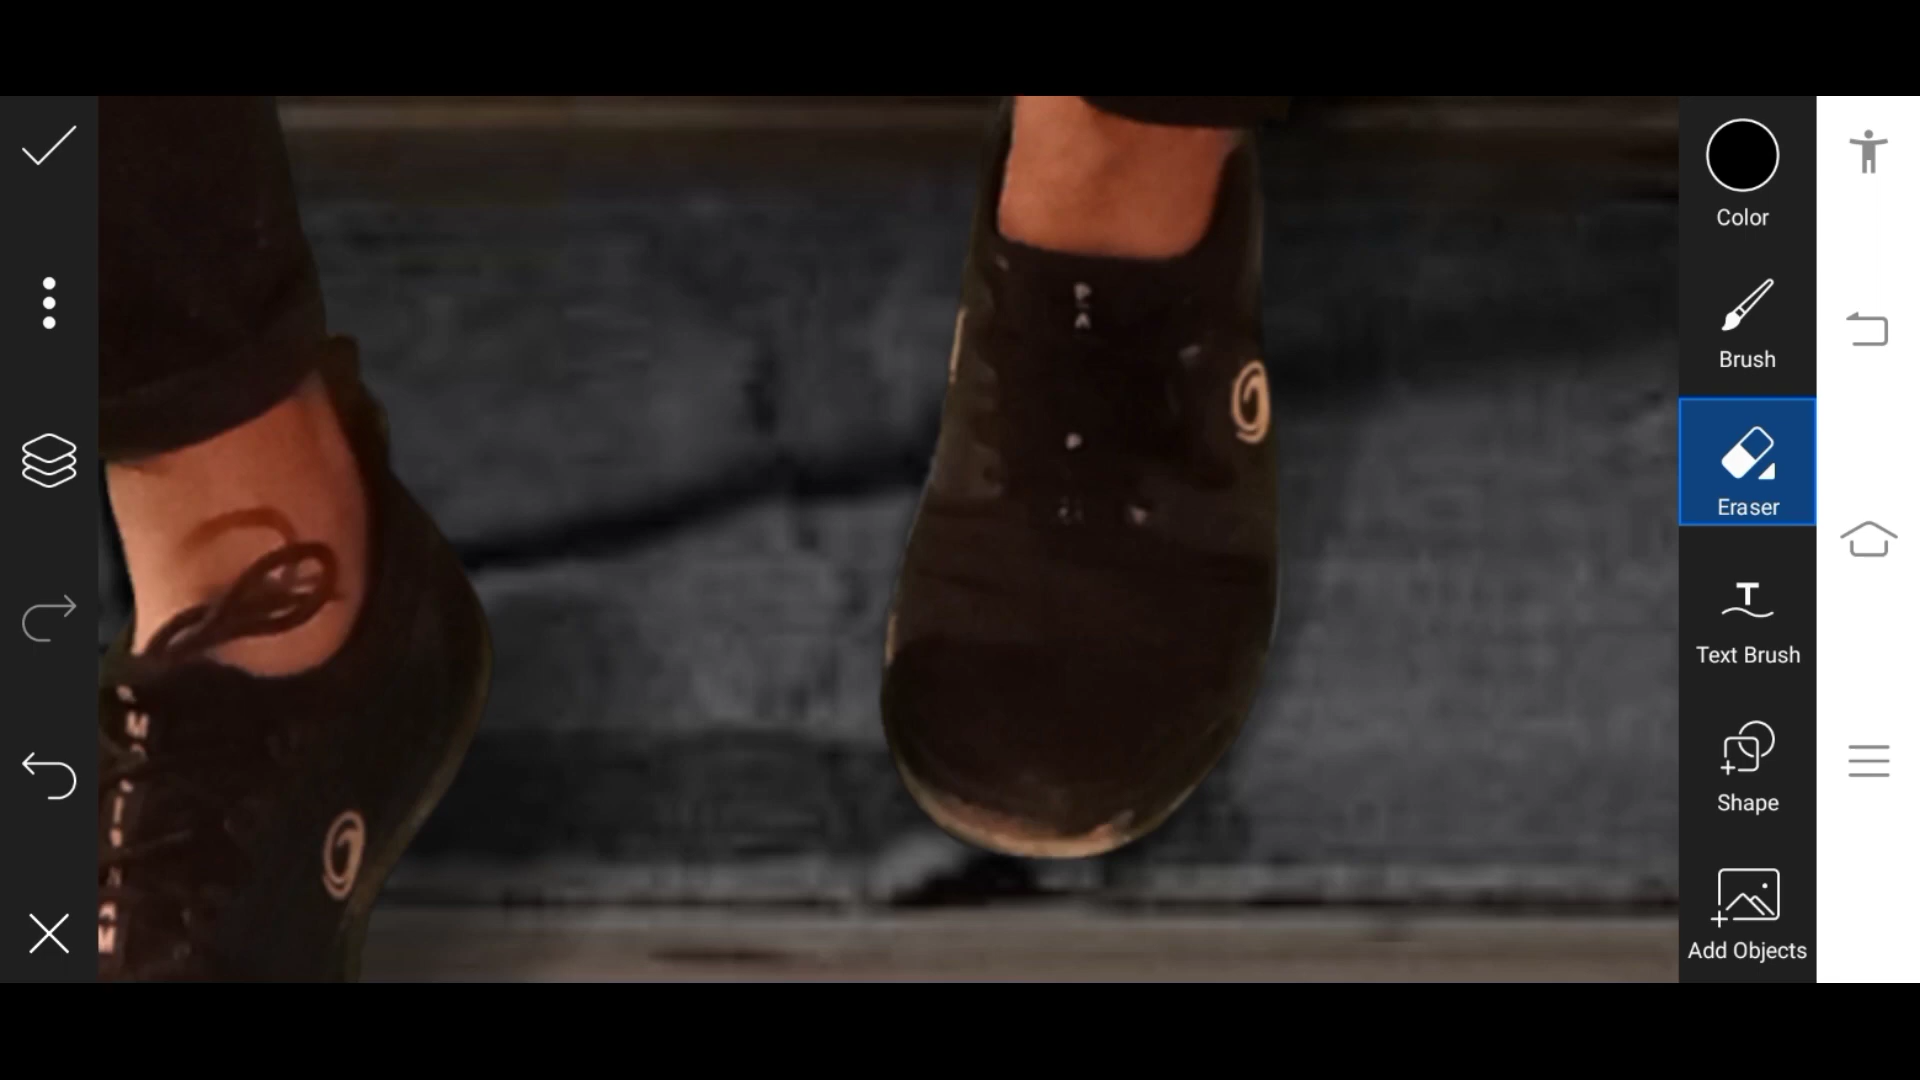 Color
Brush
Eraser
Text Brush
Shape
Add Objects